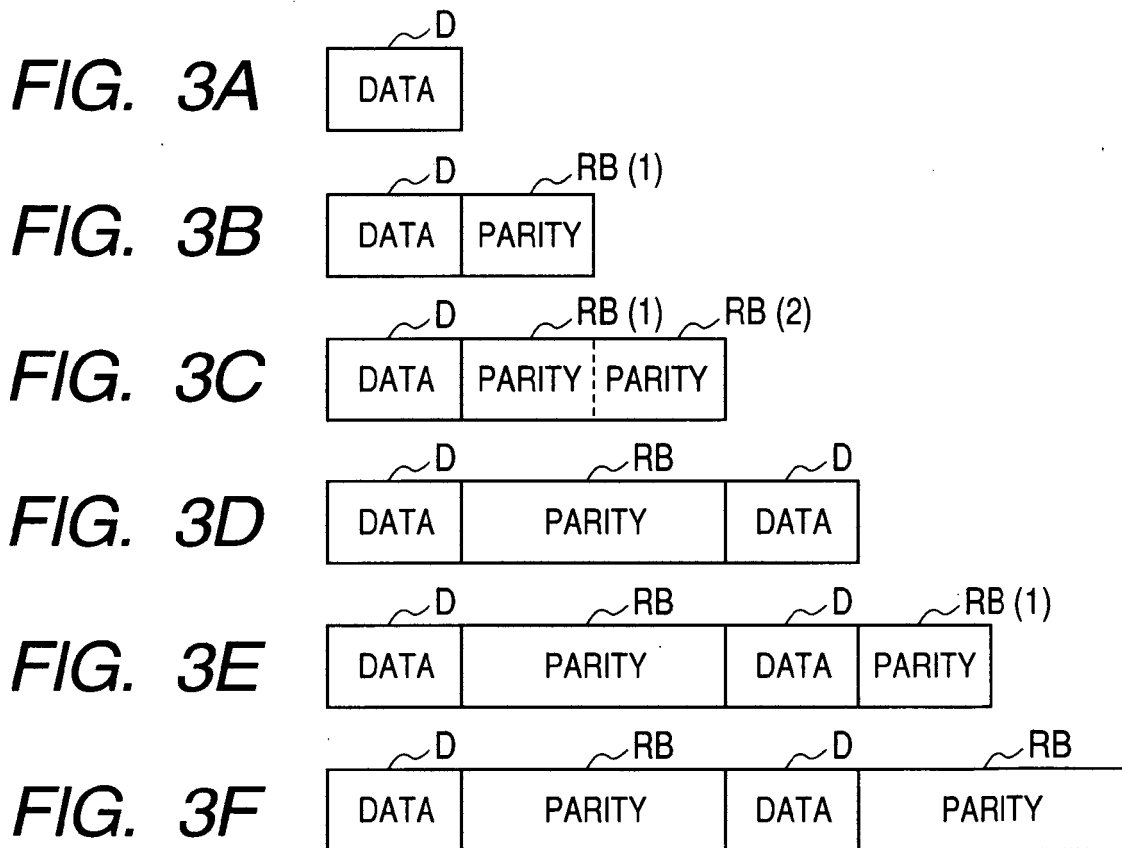 D
FIG. 3A DATA
D RB (1)
FIG. 3B DATA PARITY
D RB (1) RB (2)
FIG. 3C DATA PARITY PARITY
D RB D
FIG. 3D DATA PARITY DATA
D RB D RB (1)
FIG. 3E DATA PARITY DATA PARITY
D RB D RB
FIG. 3F DATA PARITY DATA PARITY